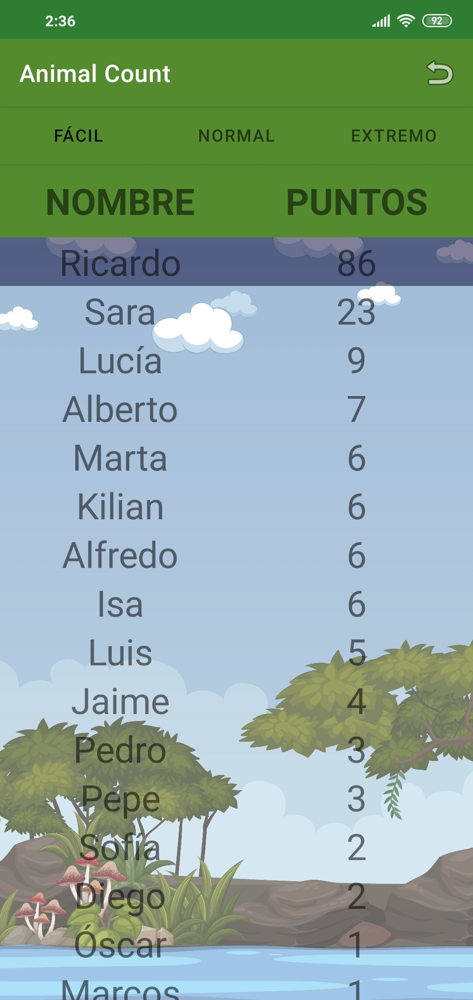 2:36 92
Animal Count
FÁCIL NORMAL EXTREMO
NOMBRE PUNTOS
Ricardo 86
Sara 23
Lucía 9
Alberto 7
Marta 6
Kilian 6
Alfredo 6
Isa 6
Luis 5
Jaime 4
Pedro 3
Pepe 3
Sofía 2
Diego 2
Óscar 1
Marcos 1